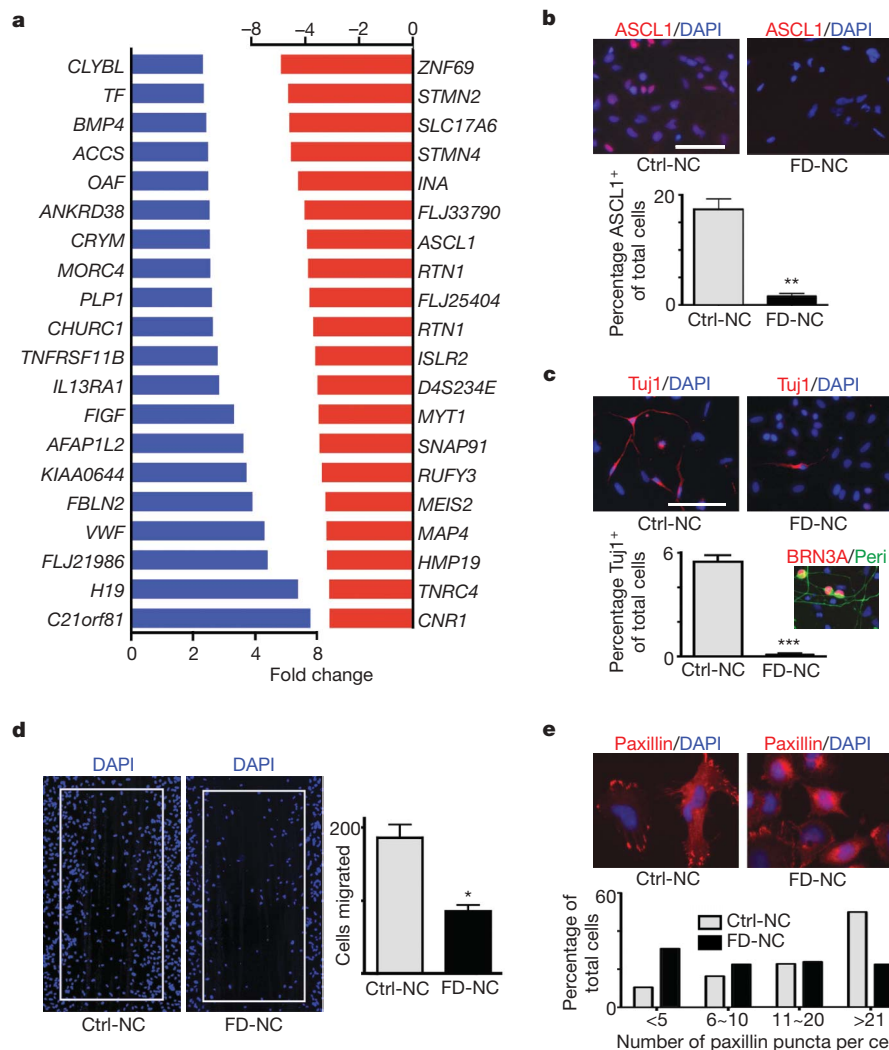 a
−8 −4 0
CLYBL ZNF69
TF STMN2
BMP4 SLC17A6
ACCS STMN4
OAF INA
ANKRD38 FLJ33790
CRYM ASCL1
MORC4 RTN1
PLP1 FLJ25404
CHURC1 RTN1
TNFRSF11B ISLR2
IL13RA1 D4S234E
FIGF MYT1
AFAP1L2 SNAP91
KIAA0644 RUFY3
FBLN2 MEIS2
VWF MAP4
FLJ21986 HMP19
H19 TNRC4
C21orf81 CNR1
0 2 4 6 8
Fold change
b
ASCL1/DAPI ASCL1/DAPI
Ctrl-NC FD-NC
Percentage ASCL1+
of total cells
20
0
**
Ctrl-NC FD-NC
c
Tuj1/DAPI Tuj1/DAPI
Ctrl-NC FD-NC
Percentage Tuj1+
of total cells
6
0
***
Ctrl-NC FD-NC
BRN3A/Peri
d
DAPI DAPI
Ctrl-NC FD-NC
Cells migrated
200
*
Ctrl-NC FD-NC
e
Paxillin/DAPI Paxillin/DAPI
Ctrl-NC FD-NC
Percentage of
total cells
60
0
Ctrl-NC
FD-NC
<5 6~10 11~20 >21
Number of paxillin puncta per ce